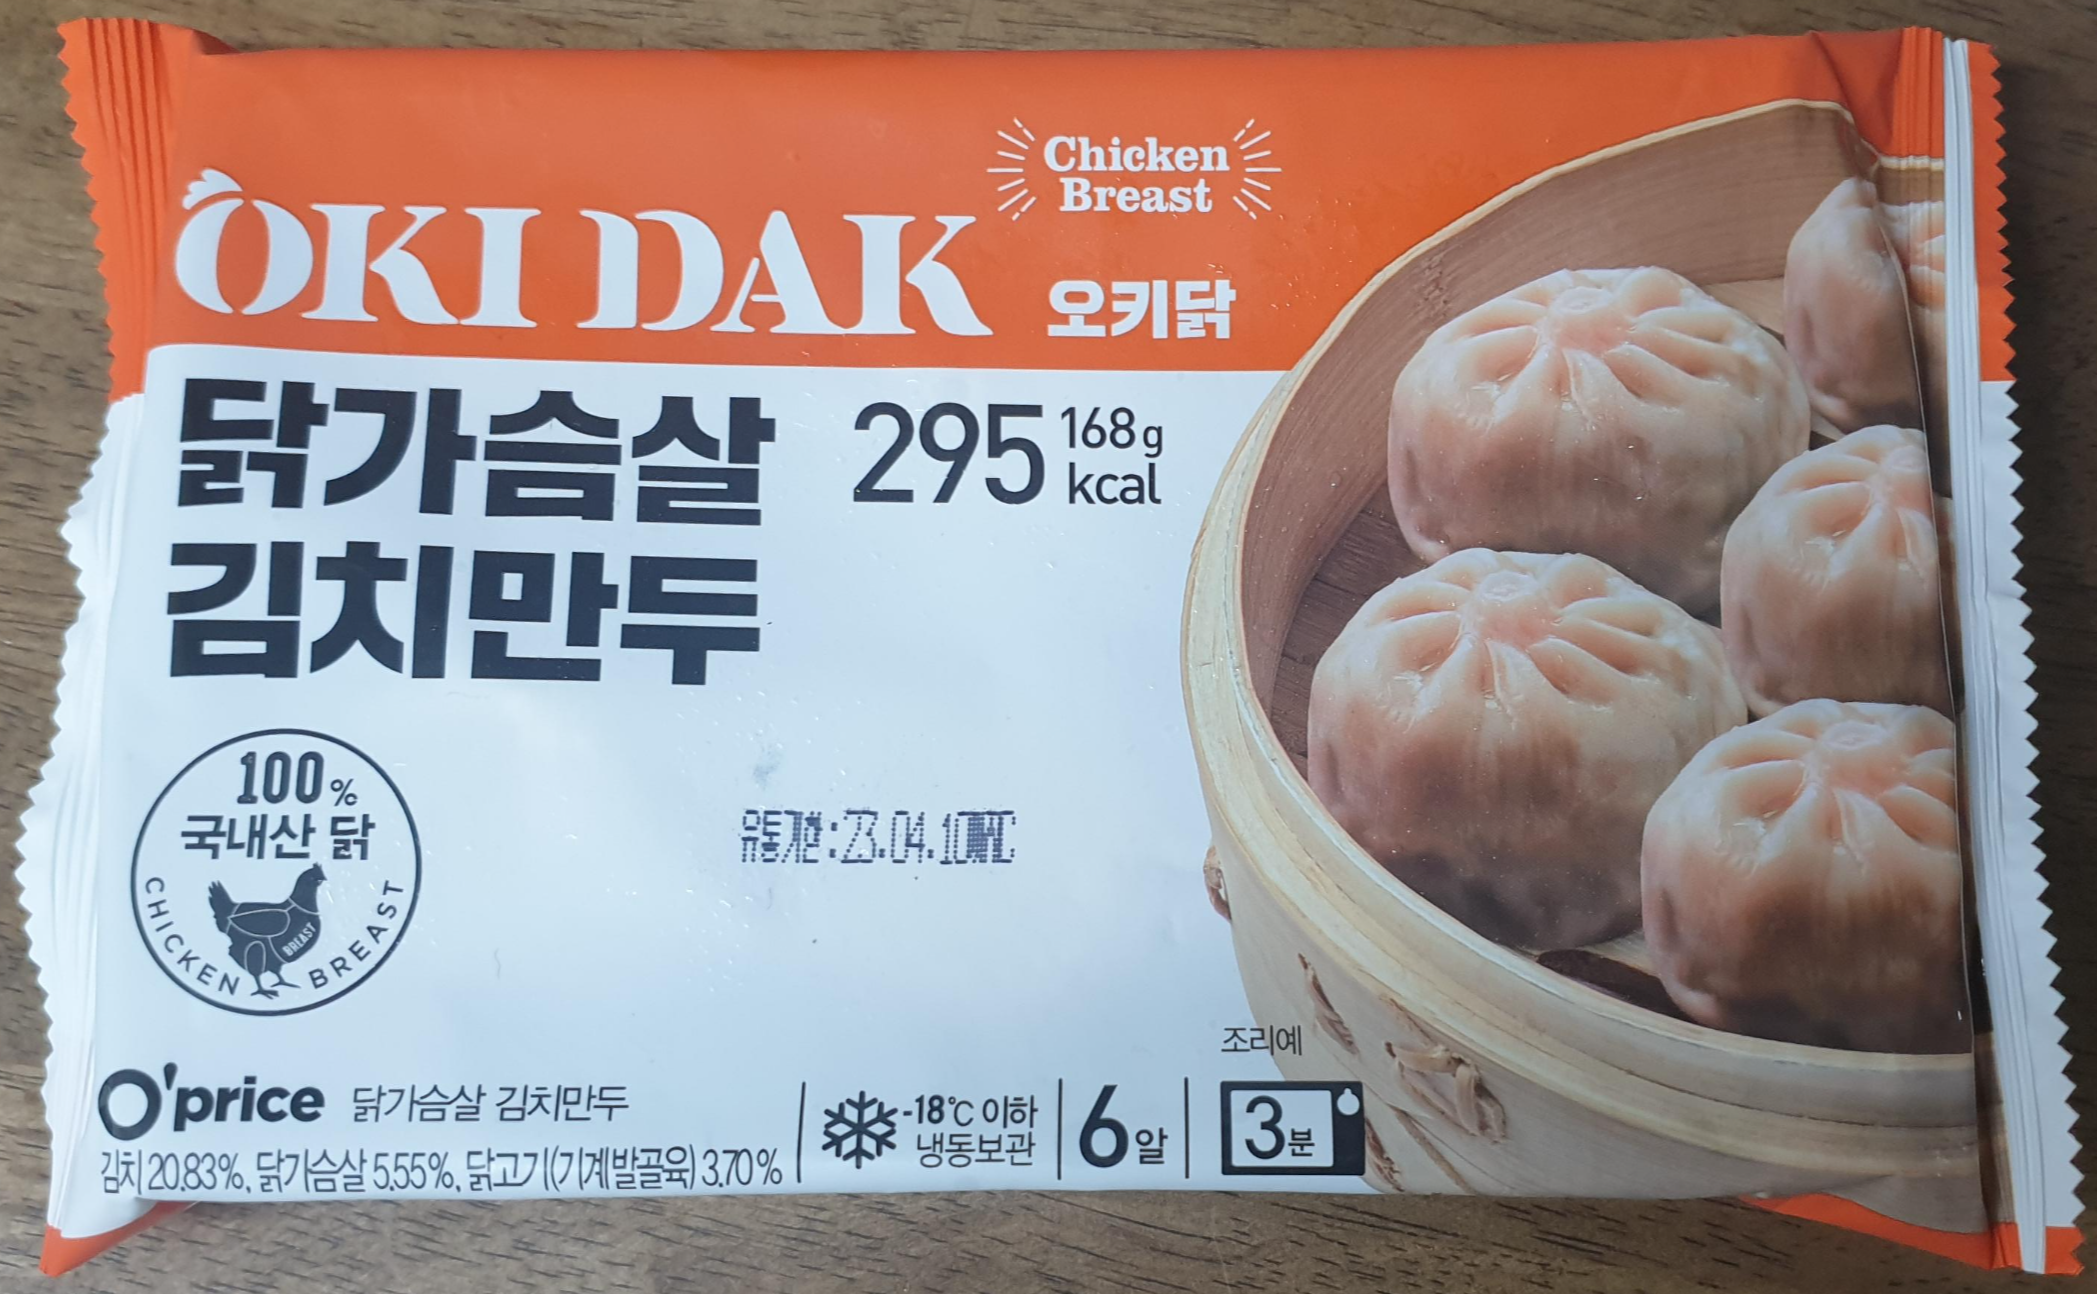 Chicken
Breast
OKI DAK
오키닭
닭가슴살
김치만두
295 168g
kcal
100%
국내산 닭
BREAST
CHICKEN BREAST
유통기한:23.04.10
조리예
O'price 닭가슴살 김치만두
김치 20.83%, 닭가슴살 5.55%, 닭고기(기계발골육) 3.70%
-18℃ 이하
냉동보관
6알
3분